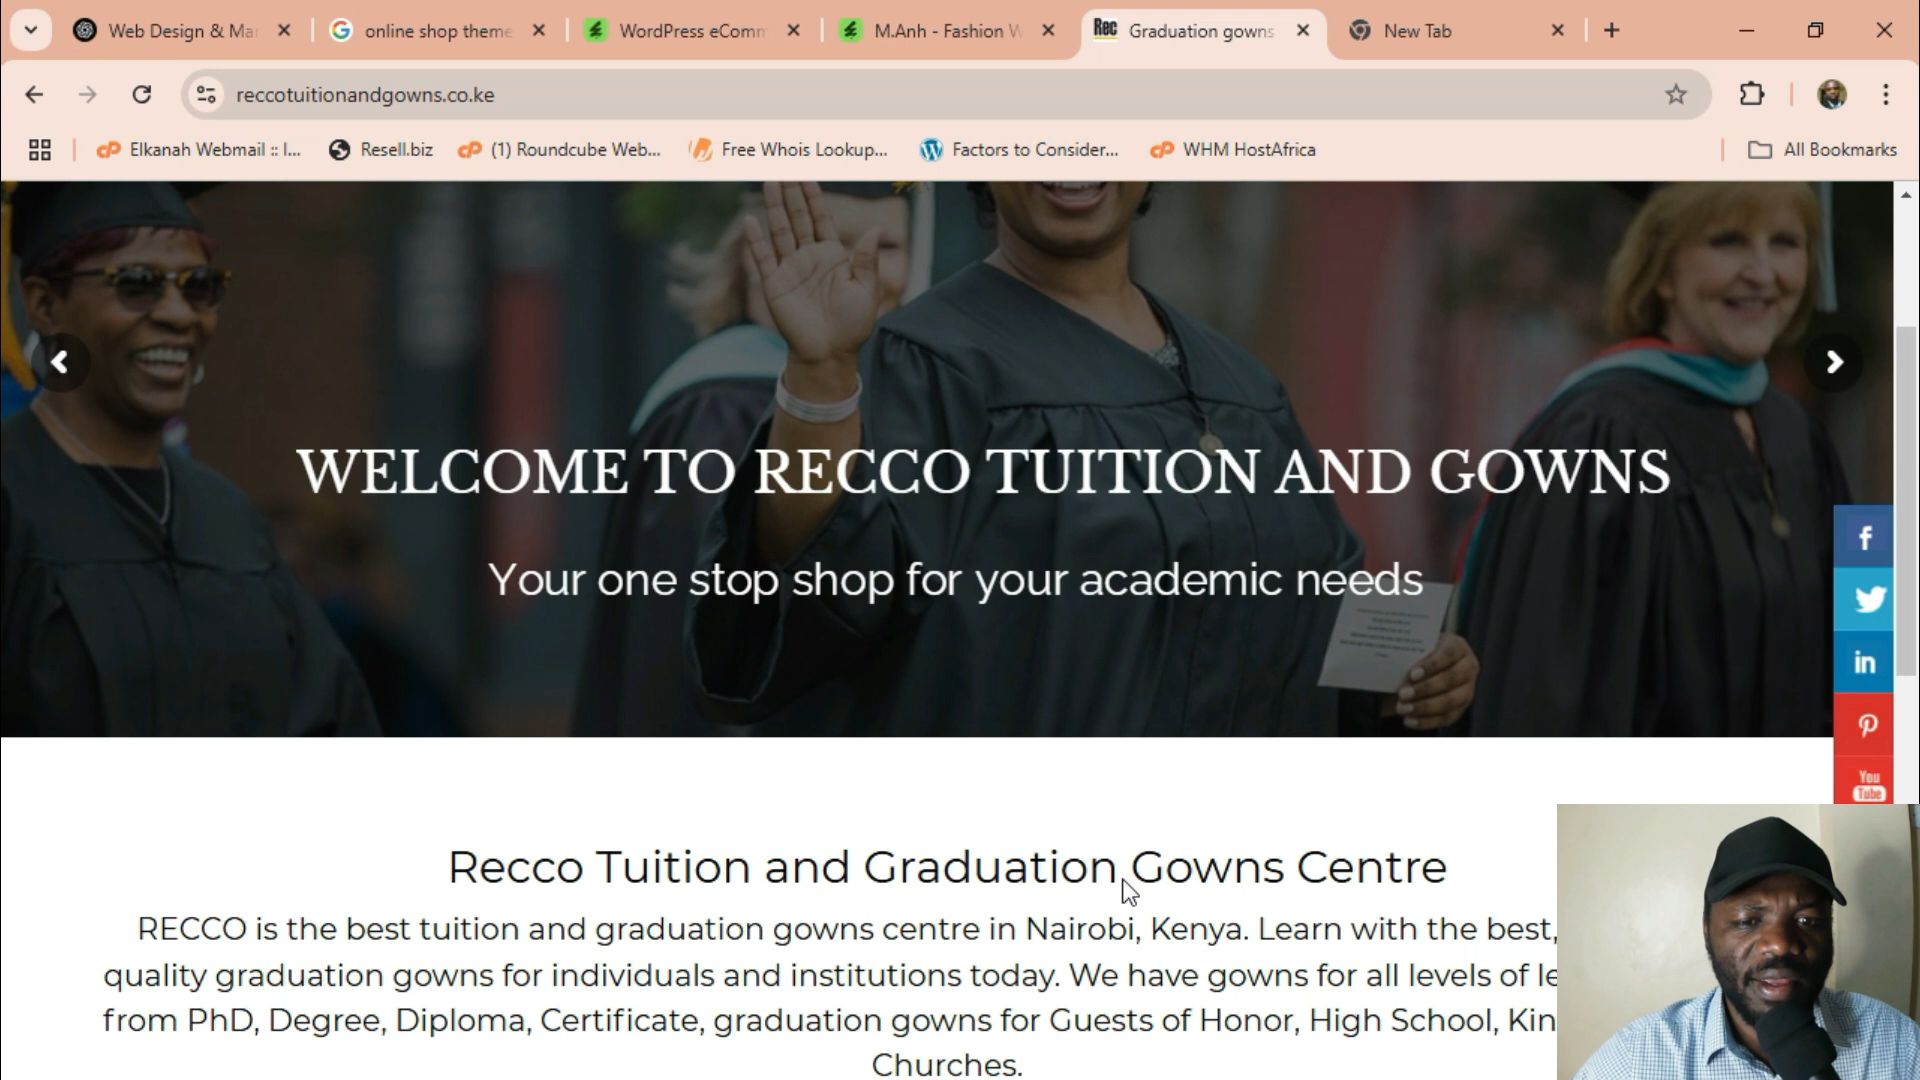 Web Design & Ma
online shop theme
WordPress eComm
M.Anh - Fashion W
Rec
Graduation gowns
New Tab
reccotuitionandgowns.co.ke
Elkanah Webmail :: I...
Resell.biz
(1) Roundcube Web...
Free Whois Lookup...
Factors to Consider...
WHM HostAfrica
All Bookmarks
WELCOME TO RECCO TUITION AND GOWNS
Your one stop shop for your academic needs
You
Tube
Recco Tuition and Graduation Gowns Centre
RECCO is the best tuition and graduation gowns centre in Nairobi, Kenya. Learn with the best,
quality graduation gowns for individuals and institutions today. We have gowns for all levels of le
from PhD, Degree, Diploma, Certificate, graduation gowns for Guests of Honor, High School, Kin
Churches.